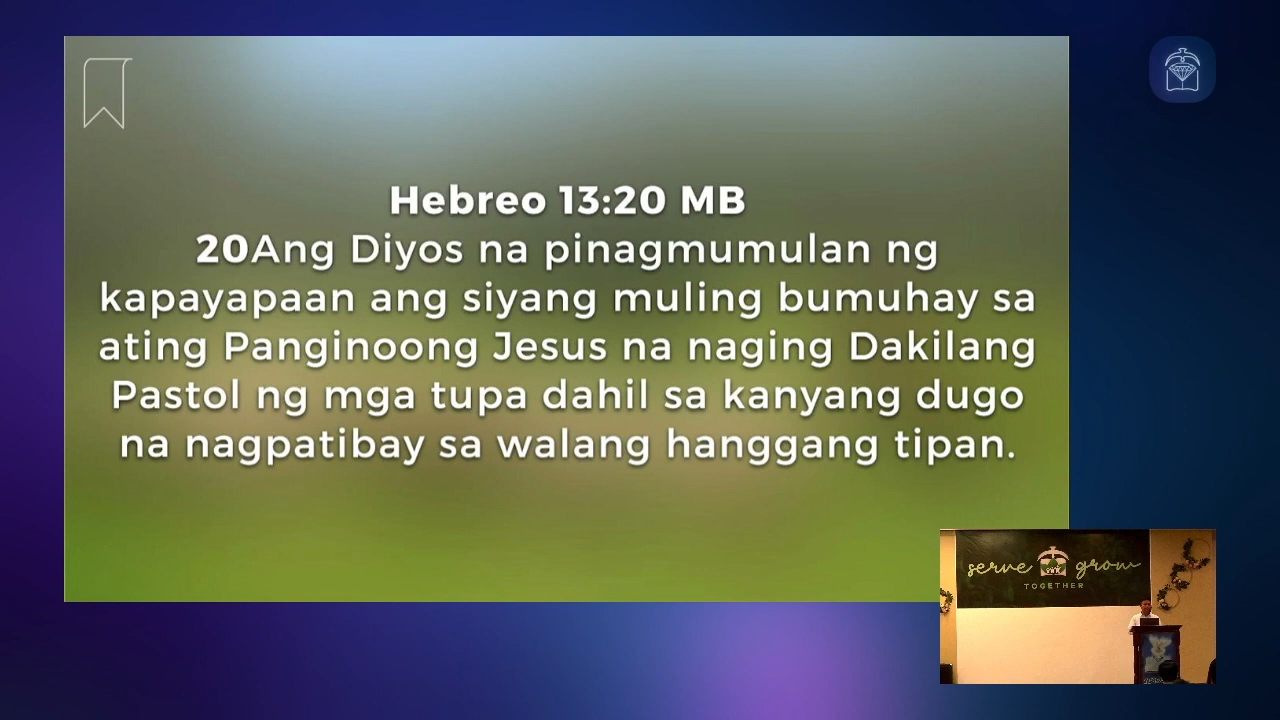 Hebreo 13:20 MB
20Ang Diyos na pinagmumulan ng
kapayapaan ang siyang muling bumuhay sa
ating Panginoong Jesus na naging Dakilang
Pastol ng mga tupa dahil sa kanyang dugo
na nagpatibay sa walang hanggang tipan.
serve grow
TOGETHER